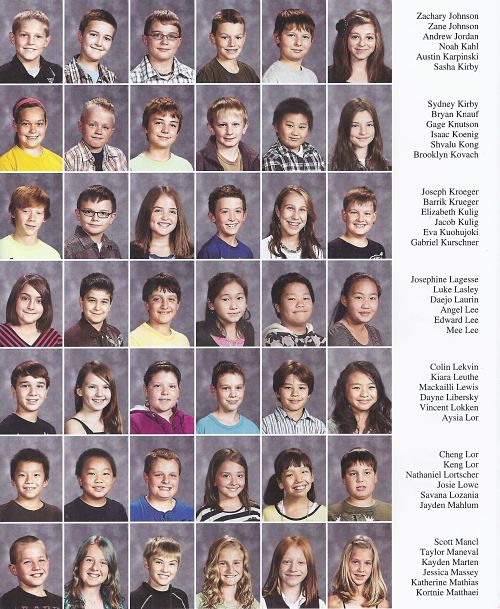 Zachary Johnson
Zane Johnson
Andrew Jordan
Noah Kahl
Austin Karpinski
Sasha Kirby
Sydney Kirby
Bryan Knauf
Gage Knutson
Isaac Koenig
Shvalu Kong
Brooklyn Kovach
Joseph Kroeger
Barrik Krueger
Elizabeth Kulig
Jacob Kulig
Eva Kuohujoki
Gabriel Kurschner
Josephine Lagesse
Luke Lasley
Daejo Laurin
Angel Lee
Edward Lee
Mee Lee
Colin Lekvin
Kiara Leuthe
Mackailli Lewis
Dayne Libersky
Vincent Lokken
Aysia Lor
Cheng Lor
Keng Lor
Nathaniel Lortscher
Josie Lowe
Savana Lozania
Jayden Mahlum
Scott Mancl
Taylor Maneval
Kayden Marten
Jessica Massey
Katherine Mathias
Kortnie Matthaei